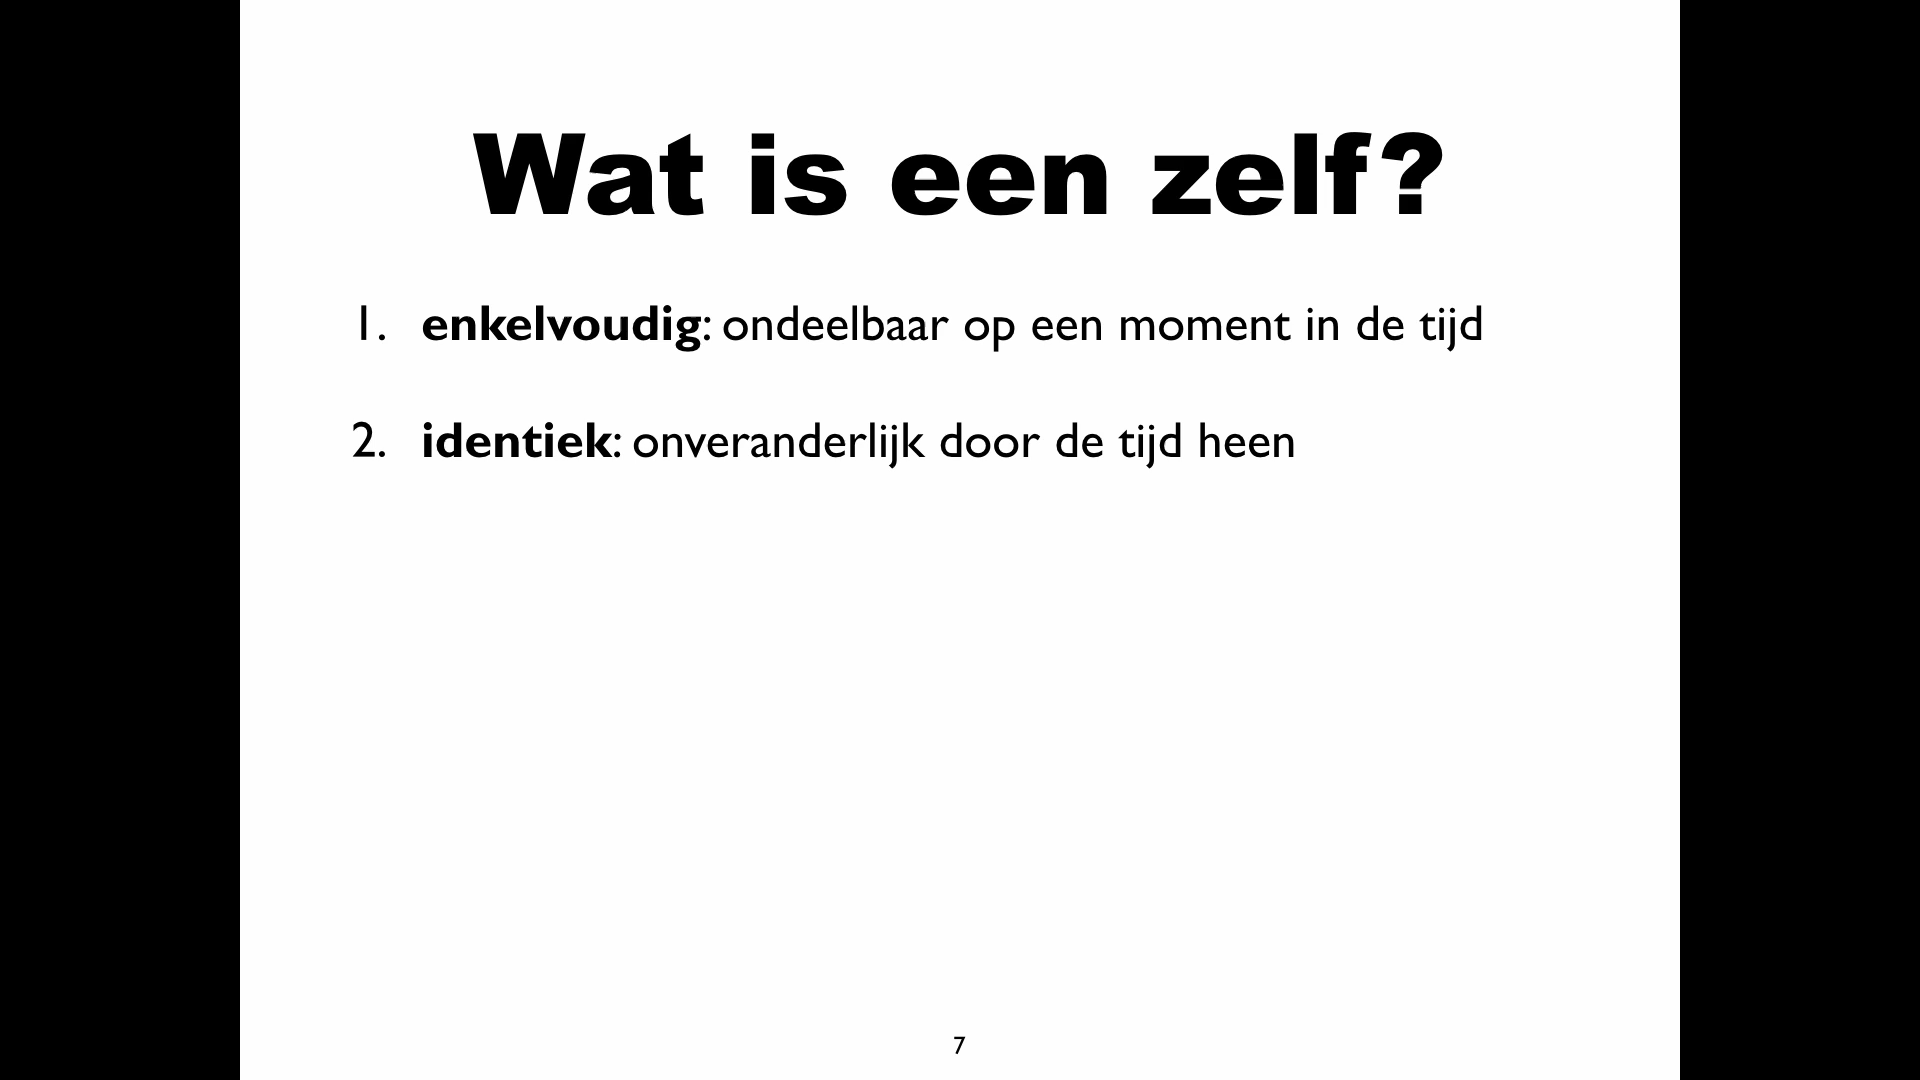 Wat is een zelf?
1. enkelvoudig: ondeelbaar op een moment in de tijd
2. identiek: onveranderlijk door de tijd heen
7